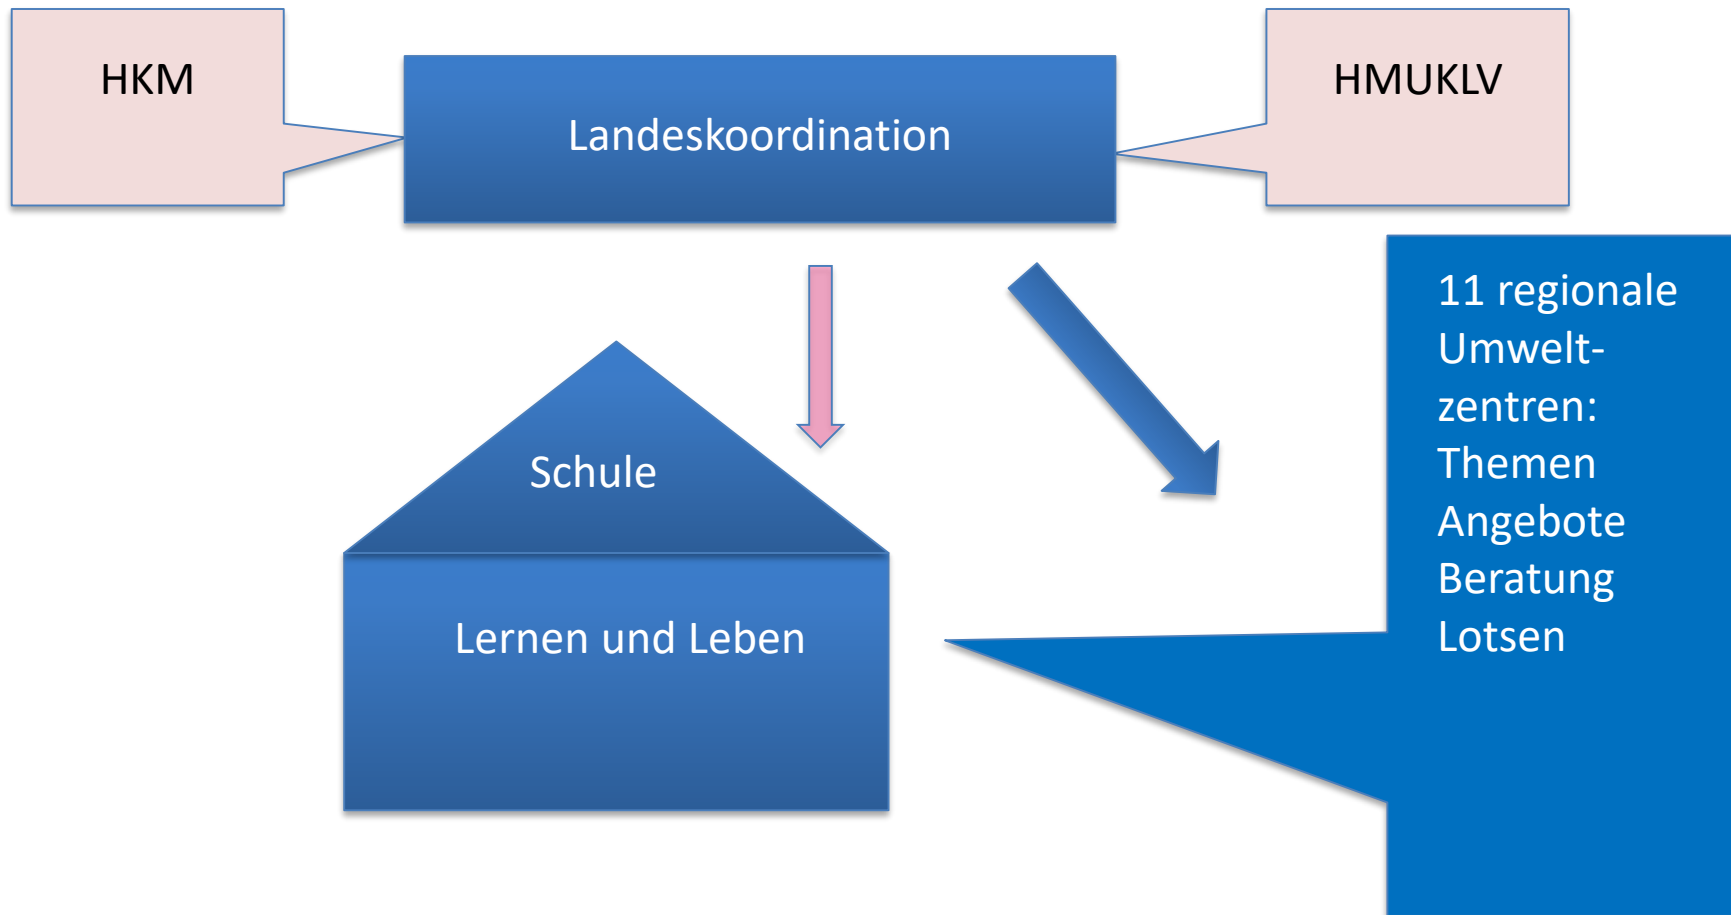 HKM
Landeskoordination
HMUKLV
11 regionale
Umwelt-
zentren:
Themen
Angebote
Beratung
Lotsen
Schule
Lernen und Leben